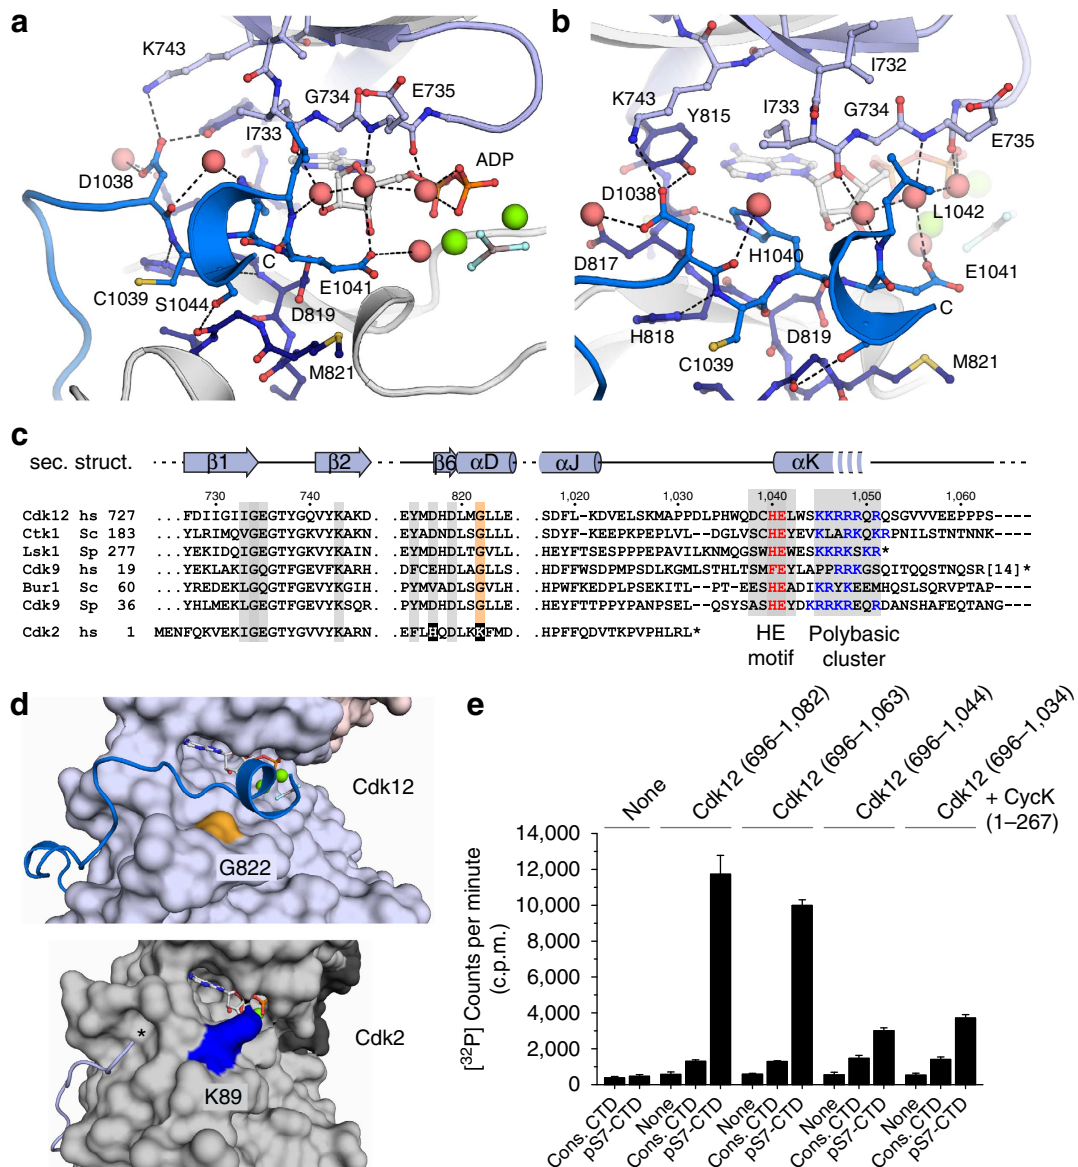 a
K743
G734
E735
I733
ADP
D1038
C
C1039
S1044
E1041
D819
M821
b
I732
K743
Y815
I733
G734
E735
D1038
L1042
D817
H1040
E1041
H818
C
C1039
D819
M821
c
sec. struct. β1 β2 β6 αD αJ αK
730 740 820 1,020 1,030 1,040 1,050 1,060
Cdk12 hs 727 ...FDIIGIIGEGTYGQVYKAKD. ..EYMDHDLMGLLE. ..SDFL-KDVELSKMAPPDLPHWQDCHELWSKKRRRQRQSGVVVEEPPPS----
Ctk1 Sc 183 ...YLRIMQVGEGTYGKVYKAKN. ..EYADNDLSGLLL. ..SDYF-KEEPKPEPLVL--DGLVSCHEYEVKLARKQKRPNILSTNTNNK----
Lsk1 Sp 277 ...YEKIDQIGEGTYGKVYKAIN. ..EYMDHDLTGVLL. ..HEYFTSESPPPEPAVILKNMQGSWHEWESKKRKSKR*
Cdk9 hs 19 ...YEKLAKIGQGTFGEVFKARH. ..DFCEHDLAGLLS. ..HDFFWSDPMPSDLKGMLSTHLTSMFEYLAPPRRKGSQITQQSTNQSR[14]*
Bur1 Sc 60 ...YREDEKLGQGTFGEVYKGIH. ..PYMVADLSGVLH. ..HPWFKEDPLPSEKITL--PT-EESHEADIKRYKEEMHQSLSQRVPTAP----
Cdk9 Sp 36 ...YHLMEKLGEGTFGEVYKSQR. ..PYMDHDLSGLLE. ..HEYFTTPPYPANPSEL--QSYSASHEYDKRRKREQRDANSHAFEQTANG----
Cdk2 hs 1 MENFQKVEKIGEGTYGVVYKARN. ..EFLHQDLKKFMD. ..HPFFQDVTKPVPHLRL*
HE motif
Polybasic cluster
d
Cdk12
G822
*
Cdk2
K89
e
None
Cdk12 (696–1,082)
Cdk12 (696–1,063)
Cdk12 (696–1,044)
Cdk12 (696–1,034)
+ CycK
(1–267)
[³²P] Counts per minute
(c.p.m.)
14,000
12,000
10,000
8,000
6,000
4,000
2,000
0
Cons. CTD
pS7-CTD
None
Cons. CTD
pS7-CTD
None
Cons. CTD
pS7-CTD
None
Cons. CTD
pS7-CTD
None
Cons. CTD
pS7-CTD